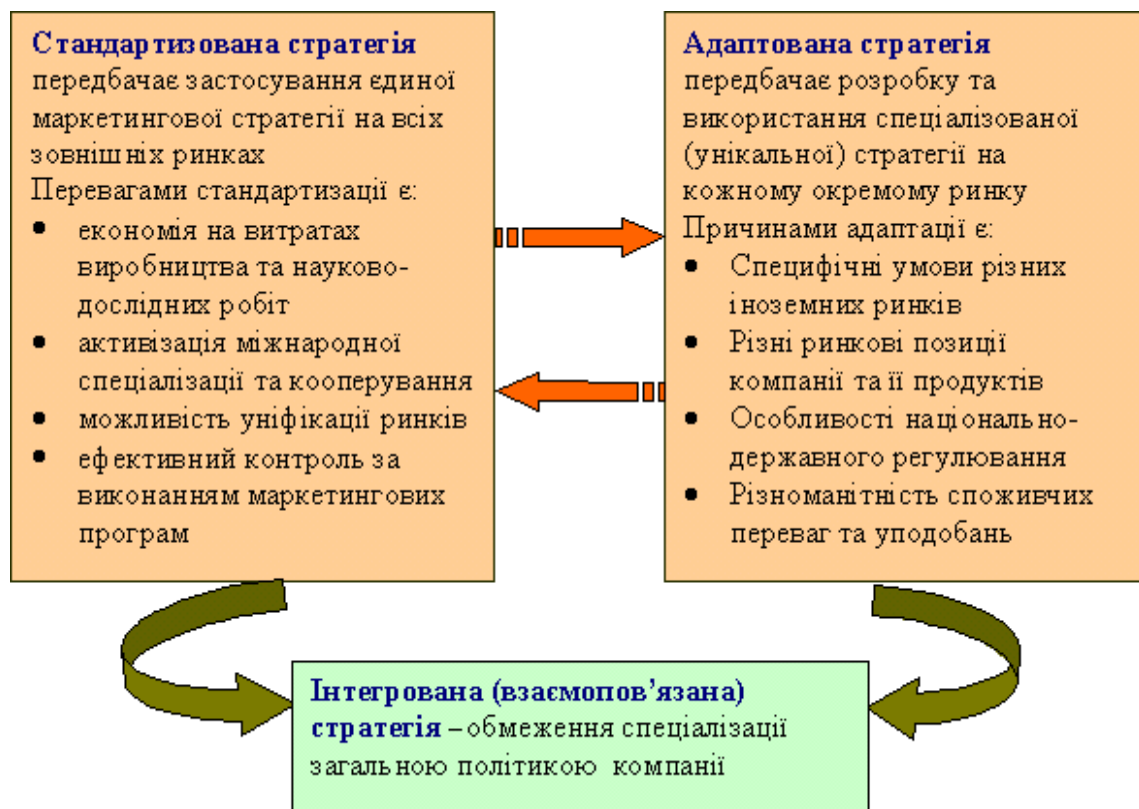 Стандартизована стратегія
передбачає застосування єдиної
маркетингової стратегії на всіх
зовнішніх ринках
Перевагами стандартизації є:
• економія на витратах
виробництва та науково-
дослідних робіт
• активізація міжнародної
спеціалізації та кооперування
• можливість уніфікації ринків
• ефективний контроль за
виконанням маркетингових
програм
Адаптована стратегія
передбачає розробку та
використання спеціалізованої
(унікальної) стратегії на
кожному окремому ринку
Причинами адаптації є:
• Специфічні умови різних
іноземних ринків
• Різні ринкові позиції
компанії та її продуктів
• Особливості національно-
державного регулювання
• Різноманітність споживчих
переваг та уподобань
Інтегрована (взаємопов’язана)
стратегія – обмеження спеціалізації
загальною політикою компанії